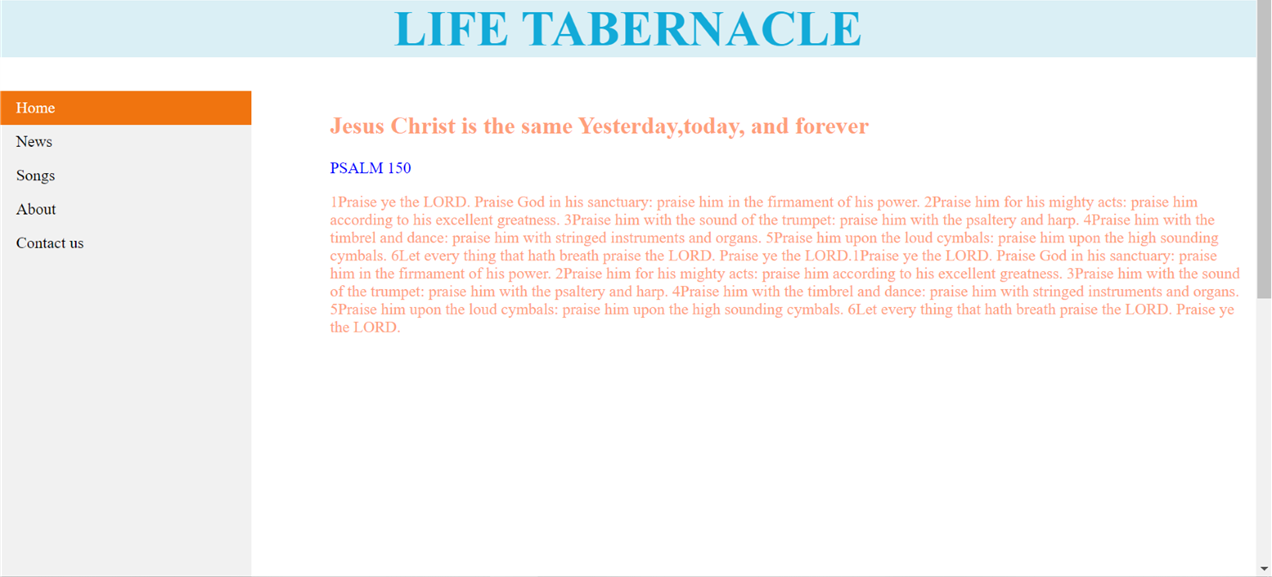 LIFE TABERNACLE
Home
News
Songs
About
Contact us
Jesus Christ is the same Yesterday,today, and forever
PSALM 150
1Praise ye the LORD. Praise God in his sanctuary: praise him in the firmament of his power. 2Praise him for his mighty acts: praise him
according to his excellent greatness. 3Praise him with the sound of the trumpet: praise him with the psaltery and harp. 4Praise him with the
timbrel and dance: praise him with stringed instruments and organs. 5Praise him upon the loud cymbals: praise him upon the high sounding
cymbals. 6Let every thing that hath breath praise the LORD. Praise ye the LORD.1Praise ye the LORD. Praise God in his sanctuary: praise
him in the firmament of his power. 2Praise him for his mighty acts: praise him according to his excellent greatness. 3Praise him with the sound
of the trumpet: praise him with the psaltery and harp. 4Praise him with the timbrel and dance: praise him with stringed instruments and organs.
5Praise him upon the loud cymbals: praise him upon the high sounding cymbals. 6Let every thing that hath breath praise the LORD. Praise ye
the LORD.